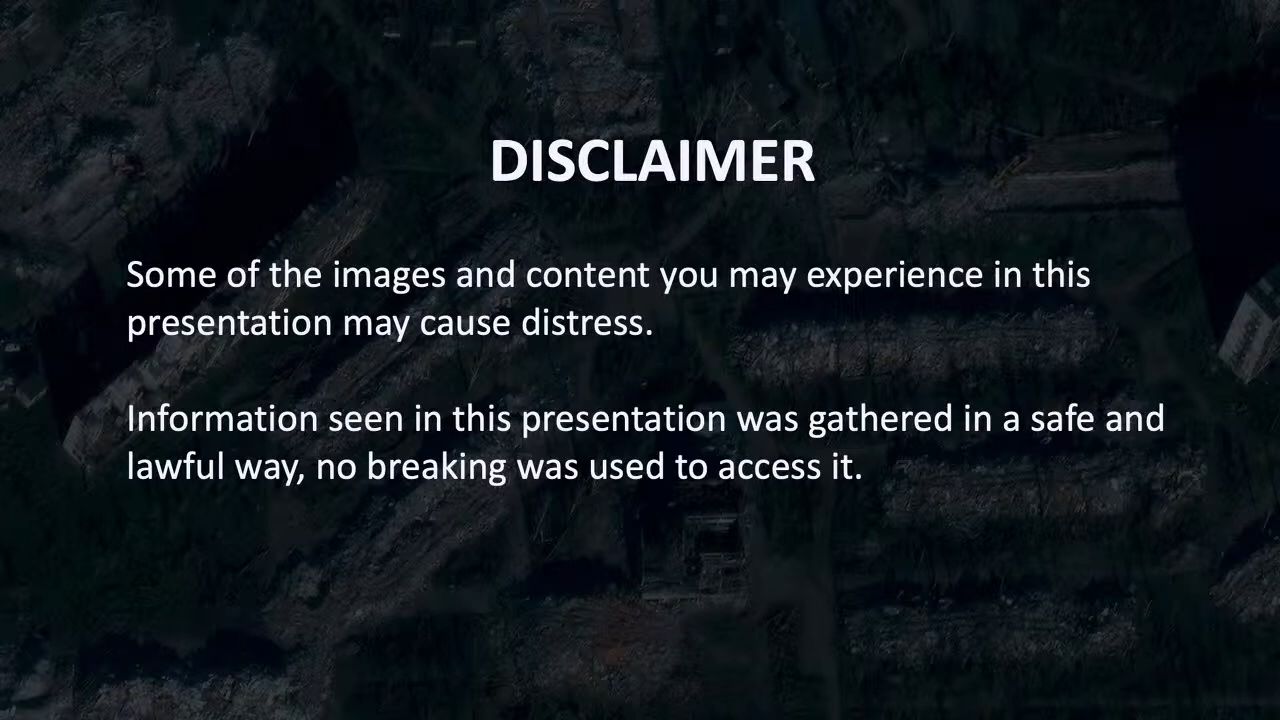 DISCLAIMER
Some of the images and content you may experience in this
presentation may cause distress.
Information seen in this presentation was gathered in a safe and
lawful way, no breaking was used to access it.